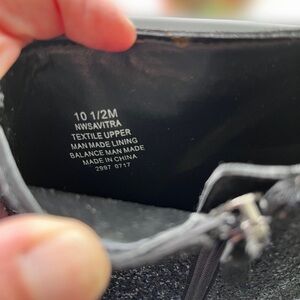 10 1/2M
NWSAVITRA
TEXTILE UPPER
MAN MADE LINING
BALANCE MAN MADE
MADE IN CHINA
2997 0717